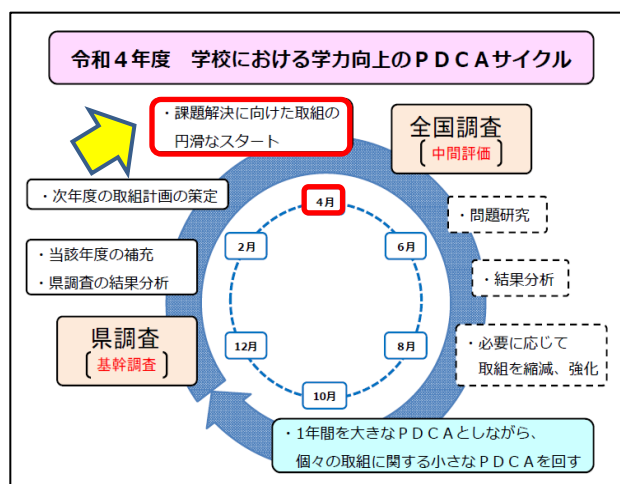 令和４年度　学校における学力向上のＰＤＣＡサイクル
・課題解決に向けた取組の
円滑なスタート
全国調査
中間評価
・次年度の取組計画の策定
4月
・問題研究
2月
6月
・当該年度の補充
・県調査の結果分析
・結果分析
県調査
基幹調査
12月
8月
・必要に応じて
取組を縮減、強化
10月
・1年間を大きなＰＤＣＡとしながら、
個々の取組に関する小さなＰＤＣＡを回す